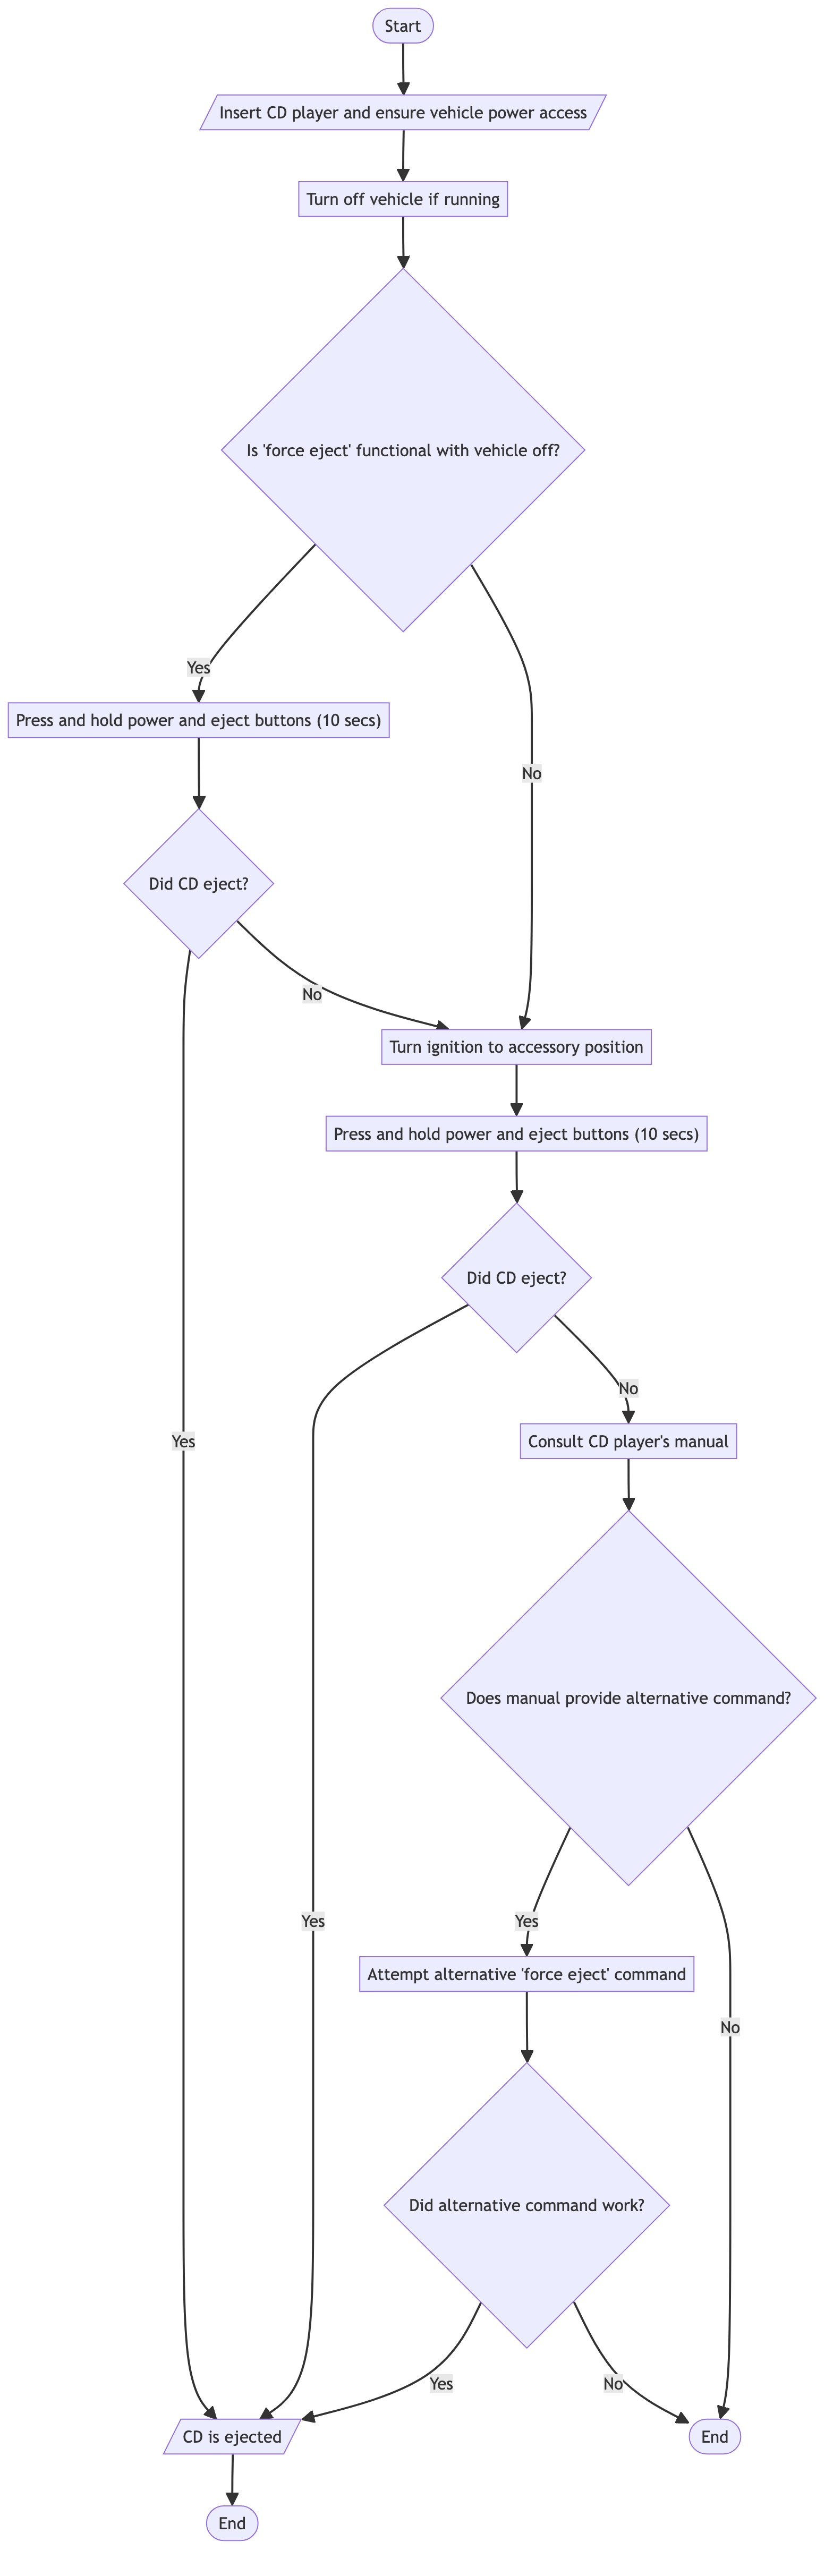 Start
Insert CD player and ensure vehicle power access
Turn off vehicle if running
Is 'force eject' functional with vehicle off?
Yes
Press and hold power and eject buttons (10 secs)
No
Did CD eject?
No
Turn ignition to accessory position
Press and hold power and eject buttons (10 secs)
Did CD eject?
No
Yes
Consult CD player's manual
Does manual provide alternative command?
Yes
Yes
Attempt alternative 'force eject' command
No
Did alternative command work?
Yes
No
CD is ejected
End
End